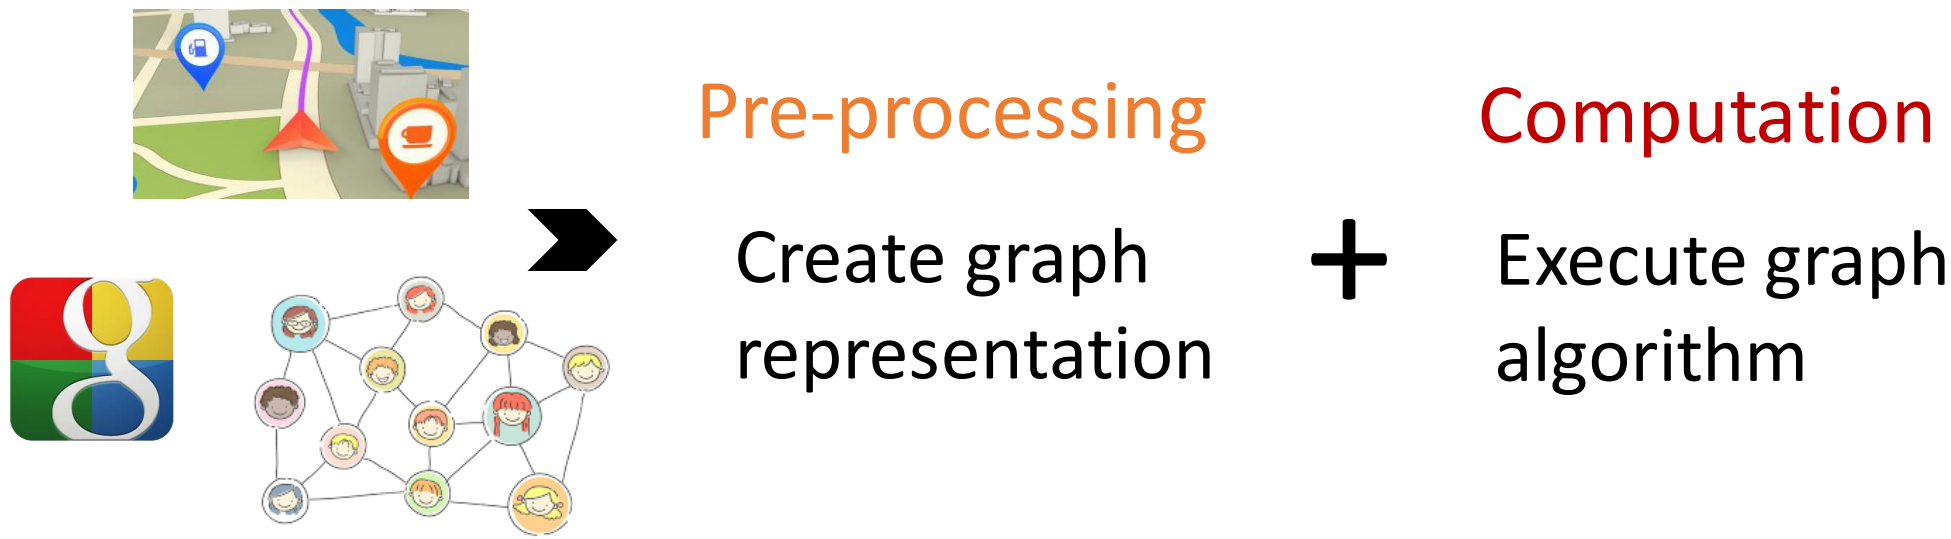 Pre-processing
Computation
Create graph
representation
+
Execute graph
algorithm
g